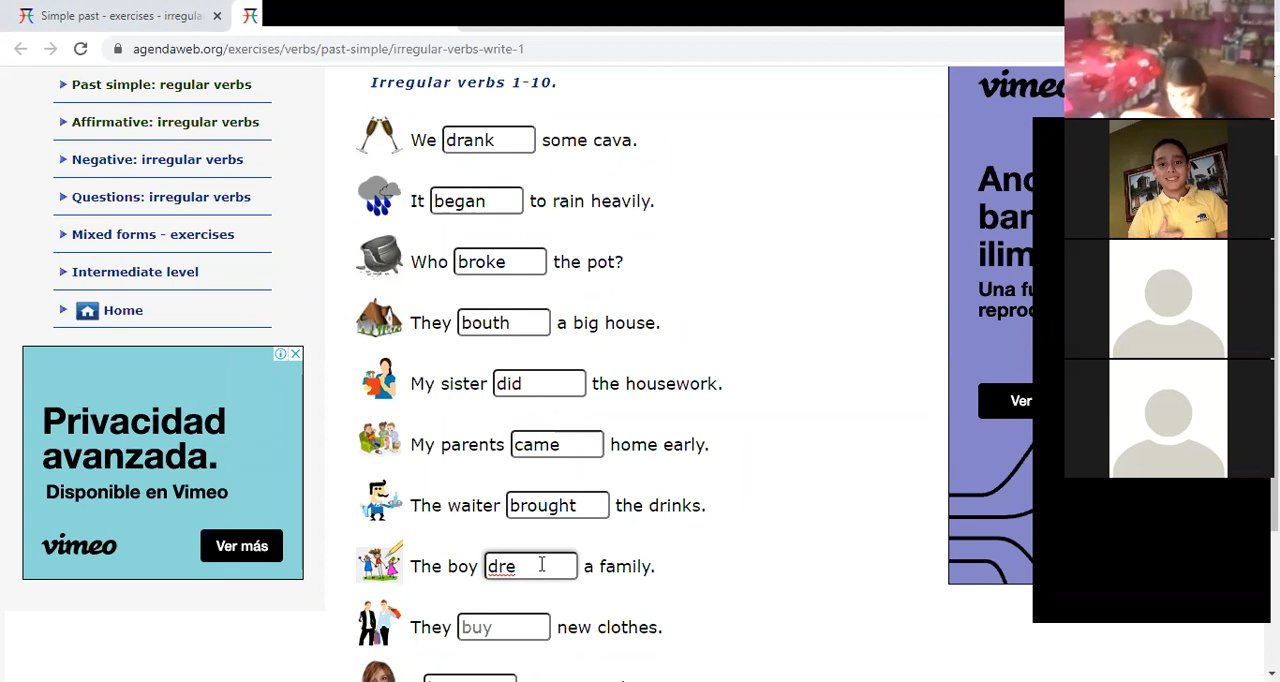 Simple past - exercises - irregula
agendaweb.org/exercises/verbs/past-simple/irregular-verbs-write-1
Past simple: regular verbs
Affirmative: irregular verbs
Negative: irregular verbs
Questions: irregular verbs
Mixed forms - exercises
Intermediate level
Home
Privacidad
avanzada.
Disponible en Vimeo
vimeo
Ver más
Irregular verbs 1-10.
We drank some cava.
It began to rain heavily.
Who broke the pot?
They bouth a big house.
My sister did the housework.
My parents came home early.
The waiter brought the drinks.
The boy dre a family.
They buy new clothes.
vimeo
And
ban
ilim
Una fu
repro
Ver